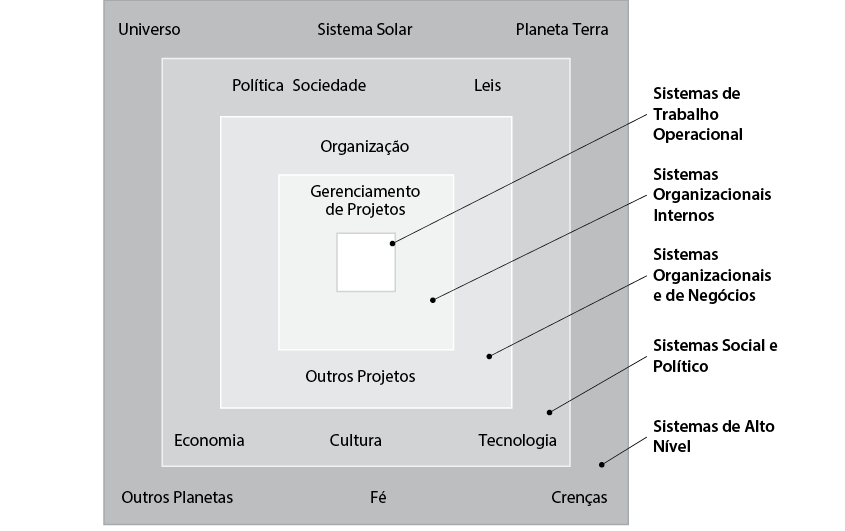 Universo Sistema Solar Planeta Terra
Política Sociedade Leis
Organização
Gerenciamento
de Projetos
Outros Projetos
Economia Cultura Tecnologia
Outros Planetas Fé Crenças
Sistemas de
Trabalho
Operacional
Sistemas
Organizacionais
Internos
Sistemas
Organizacionais
e de Negócios
Sistemas Social e
Político
Sistemas de Alto
Nível